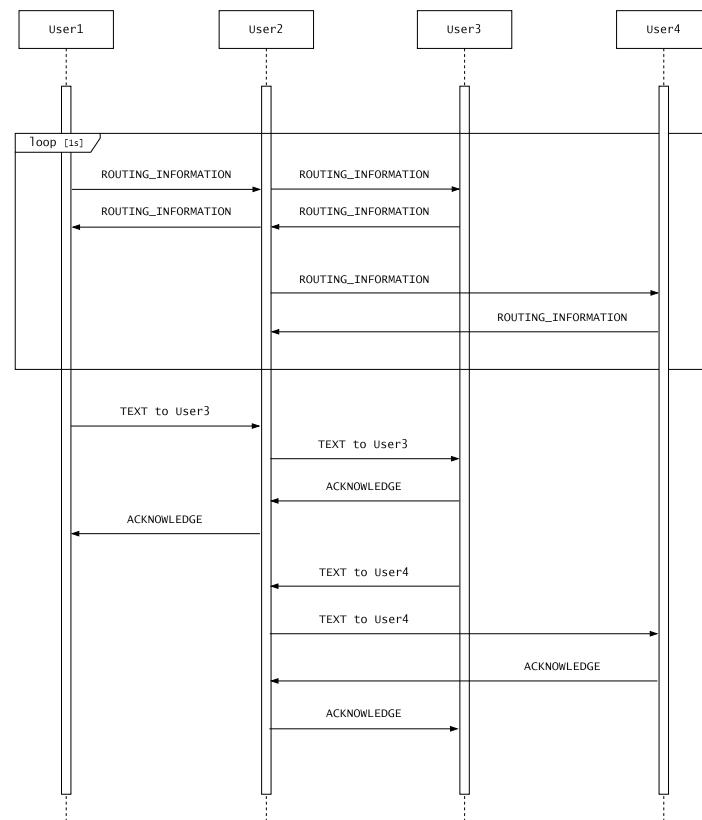 User1 User2 User3 User4
loop [1s]
ROUTING_INFORMATION ROUTING_INFORMATION
ROUTING_INFORMATION ROUTING_INFORMATION
ROUTING_INFORMATION
ROUTING_INFORMATION
TEXT to User3
TEXT to User3
ACKNOWLEDGE
ACKNOWLEDGE
TEXT to User4
TEXT to User4
ACKNOWLEDGE
ACKNOWLEDGE